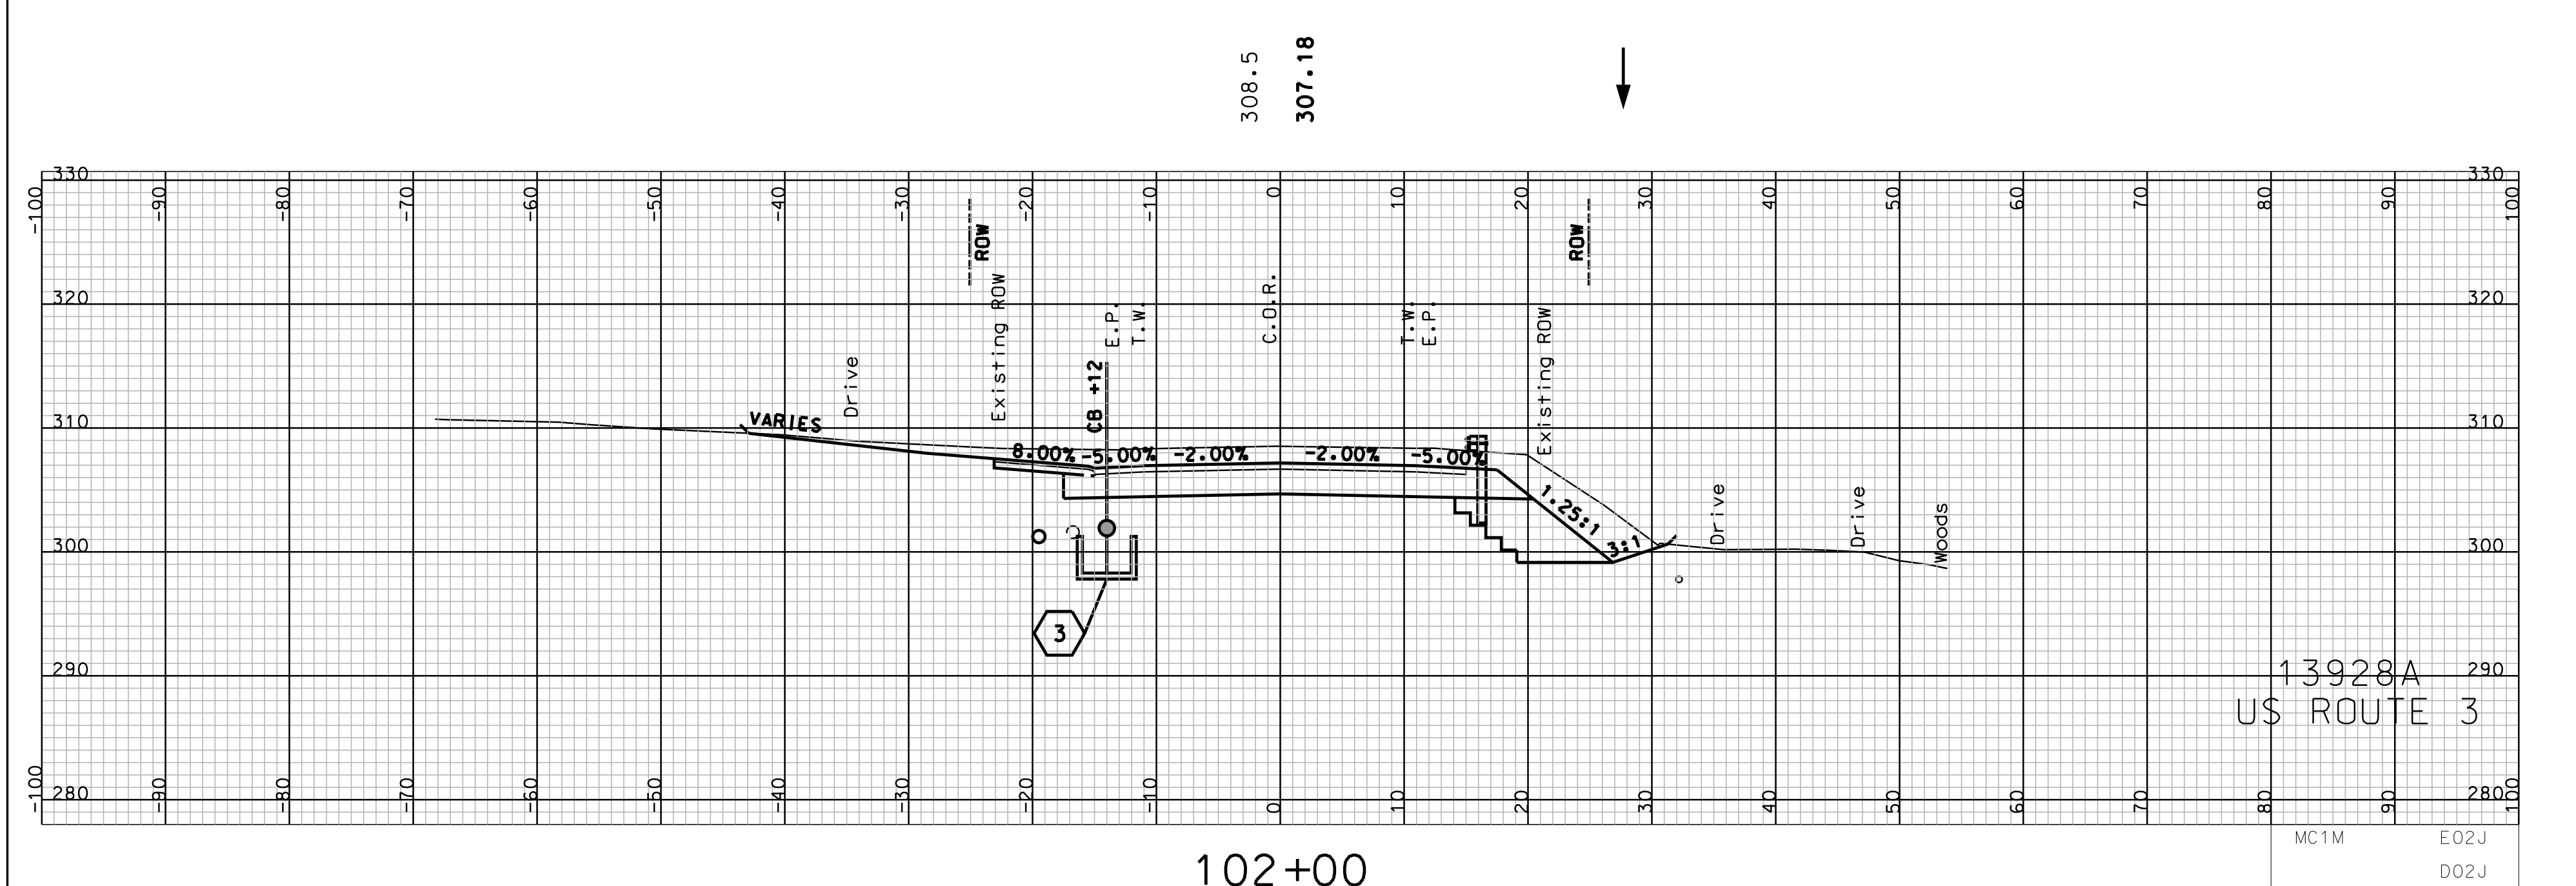 308.5
307.18
330 330
-100 -90 -80 -70 -60 -50 -40 -30 -20 -10 0 10 20 30 40 50 60 70 80 90 100
ROW
ROW
320 320
Existing ROW
E.P.
T.W.
C.O.R.
T.W.
E.P.
Existing ROW
Drive
CB +12
310 310
VARIES
8.00% -5.00% -2.00% -2.00% -5.00%
1.25:1
3:1
Drive
Drive
Woods
300 300
3
290 290
13928A
US ROUTE 3
280 280
-100 -90 -80 -70 -60 -50 -40 -30 -20 -10 0 10 20 30 40 50 60 70 80 90 100
MC1M E02J
D02J
102+00